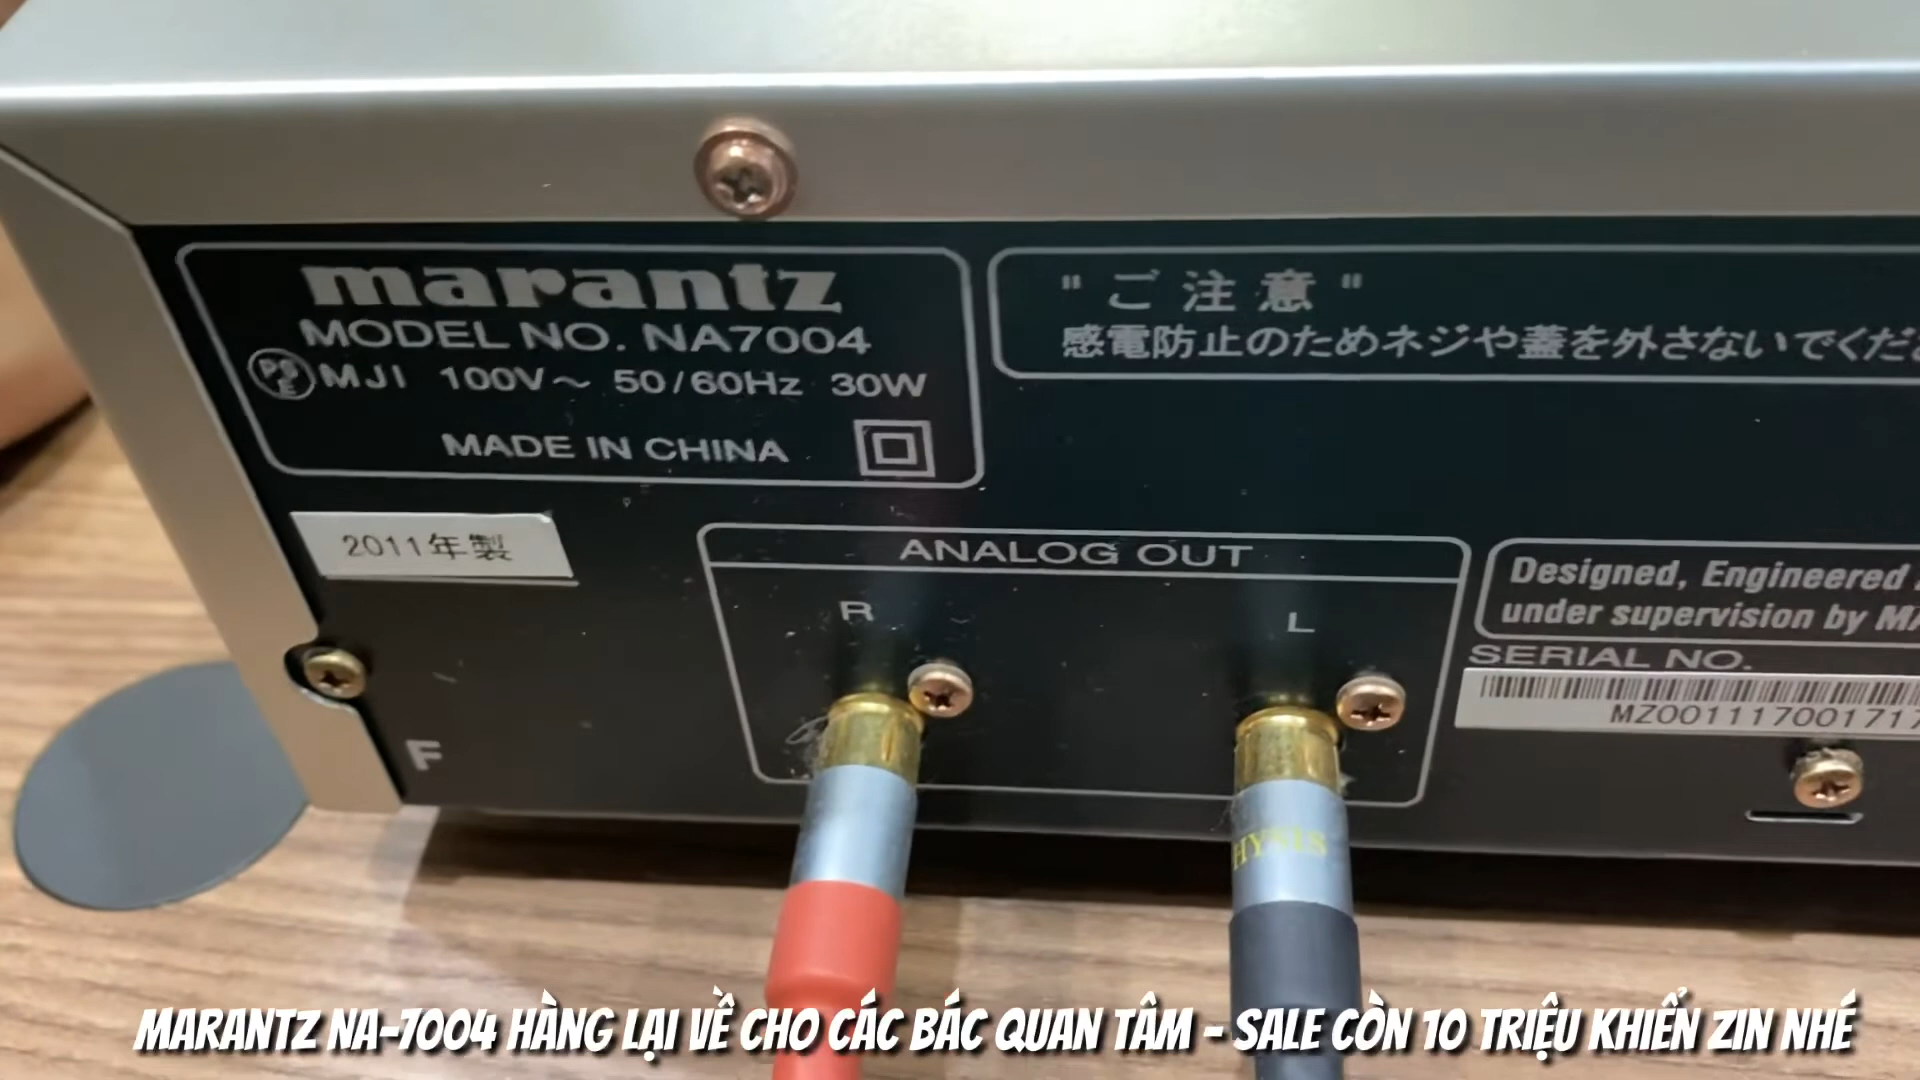 marantz
MODEL NO. NA7004
PSE MJI 100V～ 50/60Hz 30W
MADE IN CHINA
"ご注意"
感電防止のためネジや蓋を外さないでくださ
2011年製
ANALOG OUT
R
L
Designed, Engineered
under supervision by
SERIAL NO.
F
MARANTZ NA-7004 HÀNG LẠI VỀ CHO CÁC BÁC QUAN TÂM - SALE CÒN 10 TRIỆU KHIỂN ZIN NHÉ